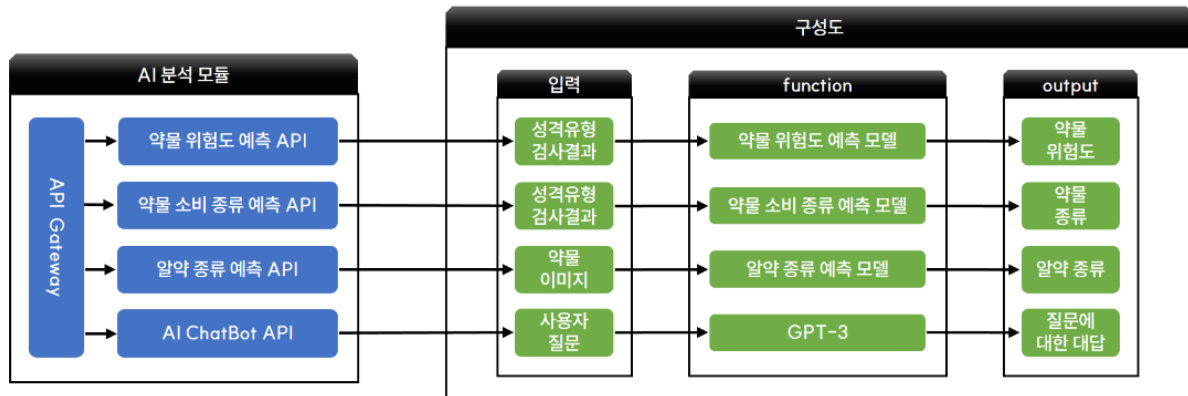 구성도
AI 분석 모듈
입력
function
output
API Gateway
약물 위험도 예측 API
성격유형
검사결과
약물 위험도 예측 모델
약물
위험도
약물 소비 종류 예측 API
성격유형
검사결과
약물 소비 종류 예측 모델
약물
종류
알약 종류 예측 API
약물
이미지
알약 종류 예측 모델
알약 종류
AI ChatBot API
사용자
질문
GPT-3
질문에
대한 대답